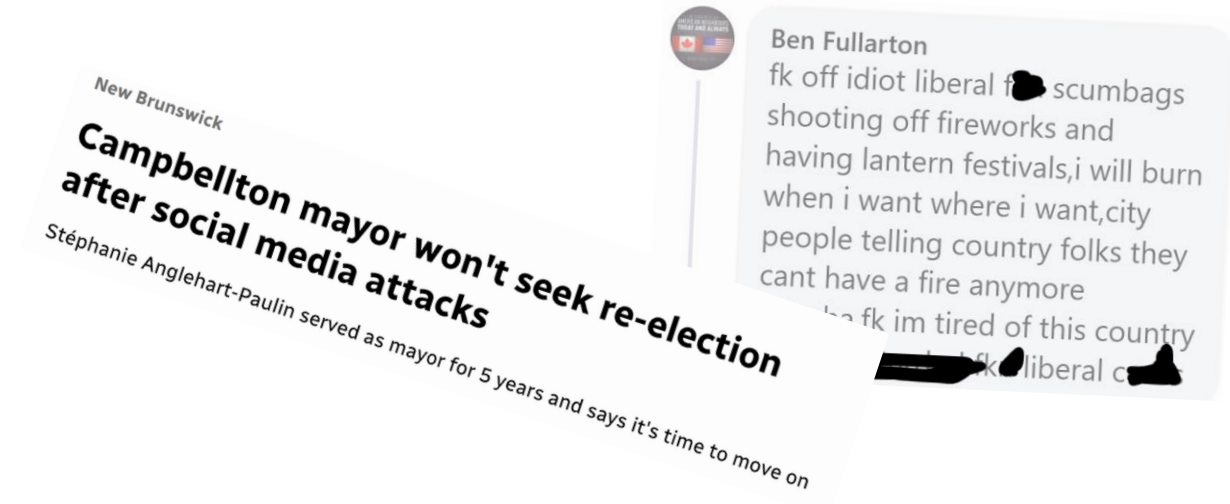 New Brunswick
Campbellton mayor won't seek re-election
after social media attacks
Stéphanie Anglehart-Paulin served as mayor for 5 years and says it's time to move on
TODAY AND ALWAYS
Ben Fullarton
fk off idiot liberal scumbags
shooting off fireworks and
having lantern festivals,i will burn
when i want where i want,city
people telling country folks they
cant have a fire anymore
fk im tired of this country
liberal